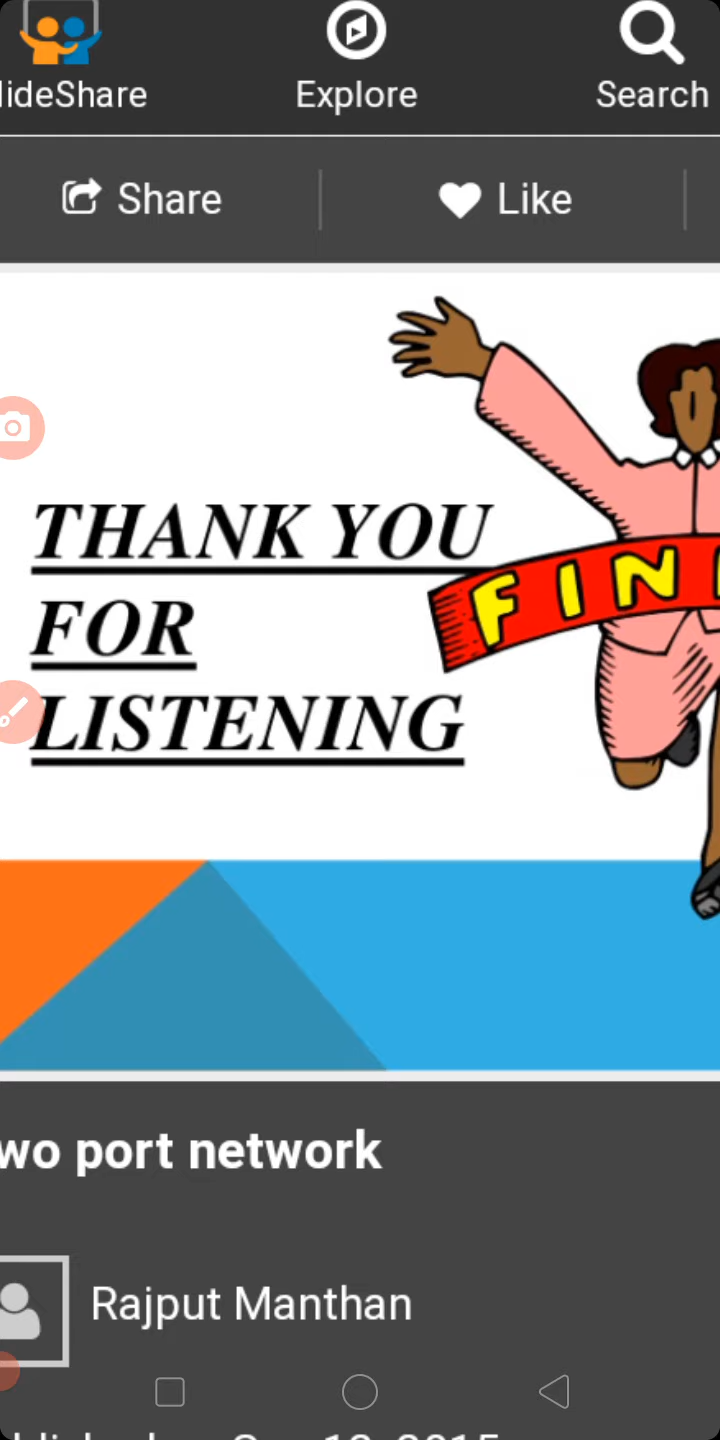 lideShare
Explore
Search
Share
Like
THANK YOU
FOR
LISTENING
FIN
wo port network
Rajput Manthan